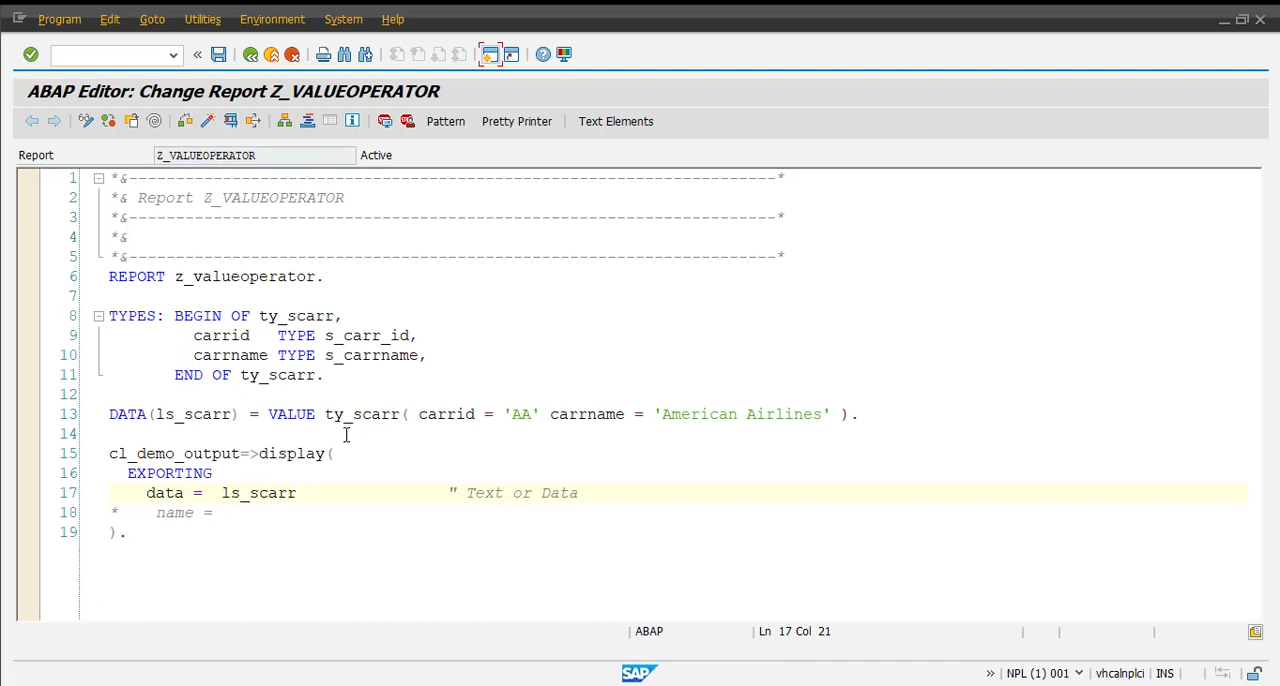 Program Edit Goto Utilities Environment System Help
ABAP Editor: Change Report Z_VALUEOPERATOR
Pattern Pretty Printer Text Elements
Report Z_VALUEOPERATOR Active
1 *&---------------------------------------------------------------------*
2 *& Report Z_VALUEOPERATOR
3 *&---------------------------------------------------------------------*
4 *&
5 *&---------------------------------------------------------------------*
6 REPORT z_valueoperator.
7
8 TYPES: BEGIN OF ty_scarr,
9 carrid TYPE s_carr_id,
10 carrname TYPE s_carrname,
11 END OF ty_scarr.
12
13 DATA(ls_scarr) = VALUE ty_scarr( carrid = 'AA' carrname = 'American Airlines' ).
14
15 cl_demo_output=>display(
16 EXPORTING
17 data = ls_scarr " Text or Data
18 * name =
19 ).
ABAP Ln 17 Col 21
SAP » NPL (1) 001 vhcalnplci INS